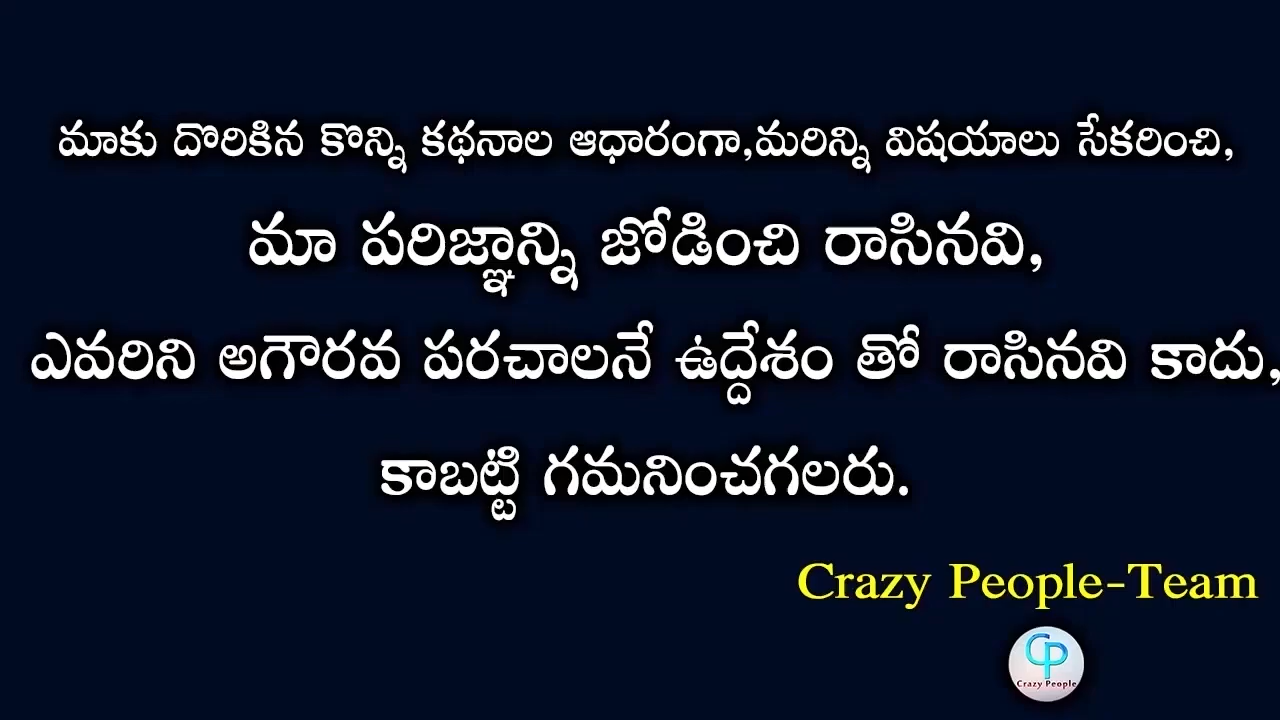 మాకు దొరికిన కొన్ని కథనాల ఆధారంగా,మరిన్ని విషయాలు సేకరించి,
మా పరిజ్ఞాన్ని జోడించి రాసినవి,
ఎవరిని అగౌరవ పరచాలనే ఉద్దేశం తో రాసినవి కాదు,
కాబట్టి గమనించగలరు.
Crazy People-Team
CP
Crazy People